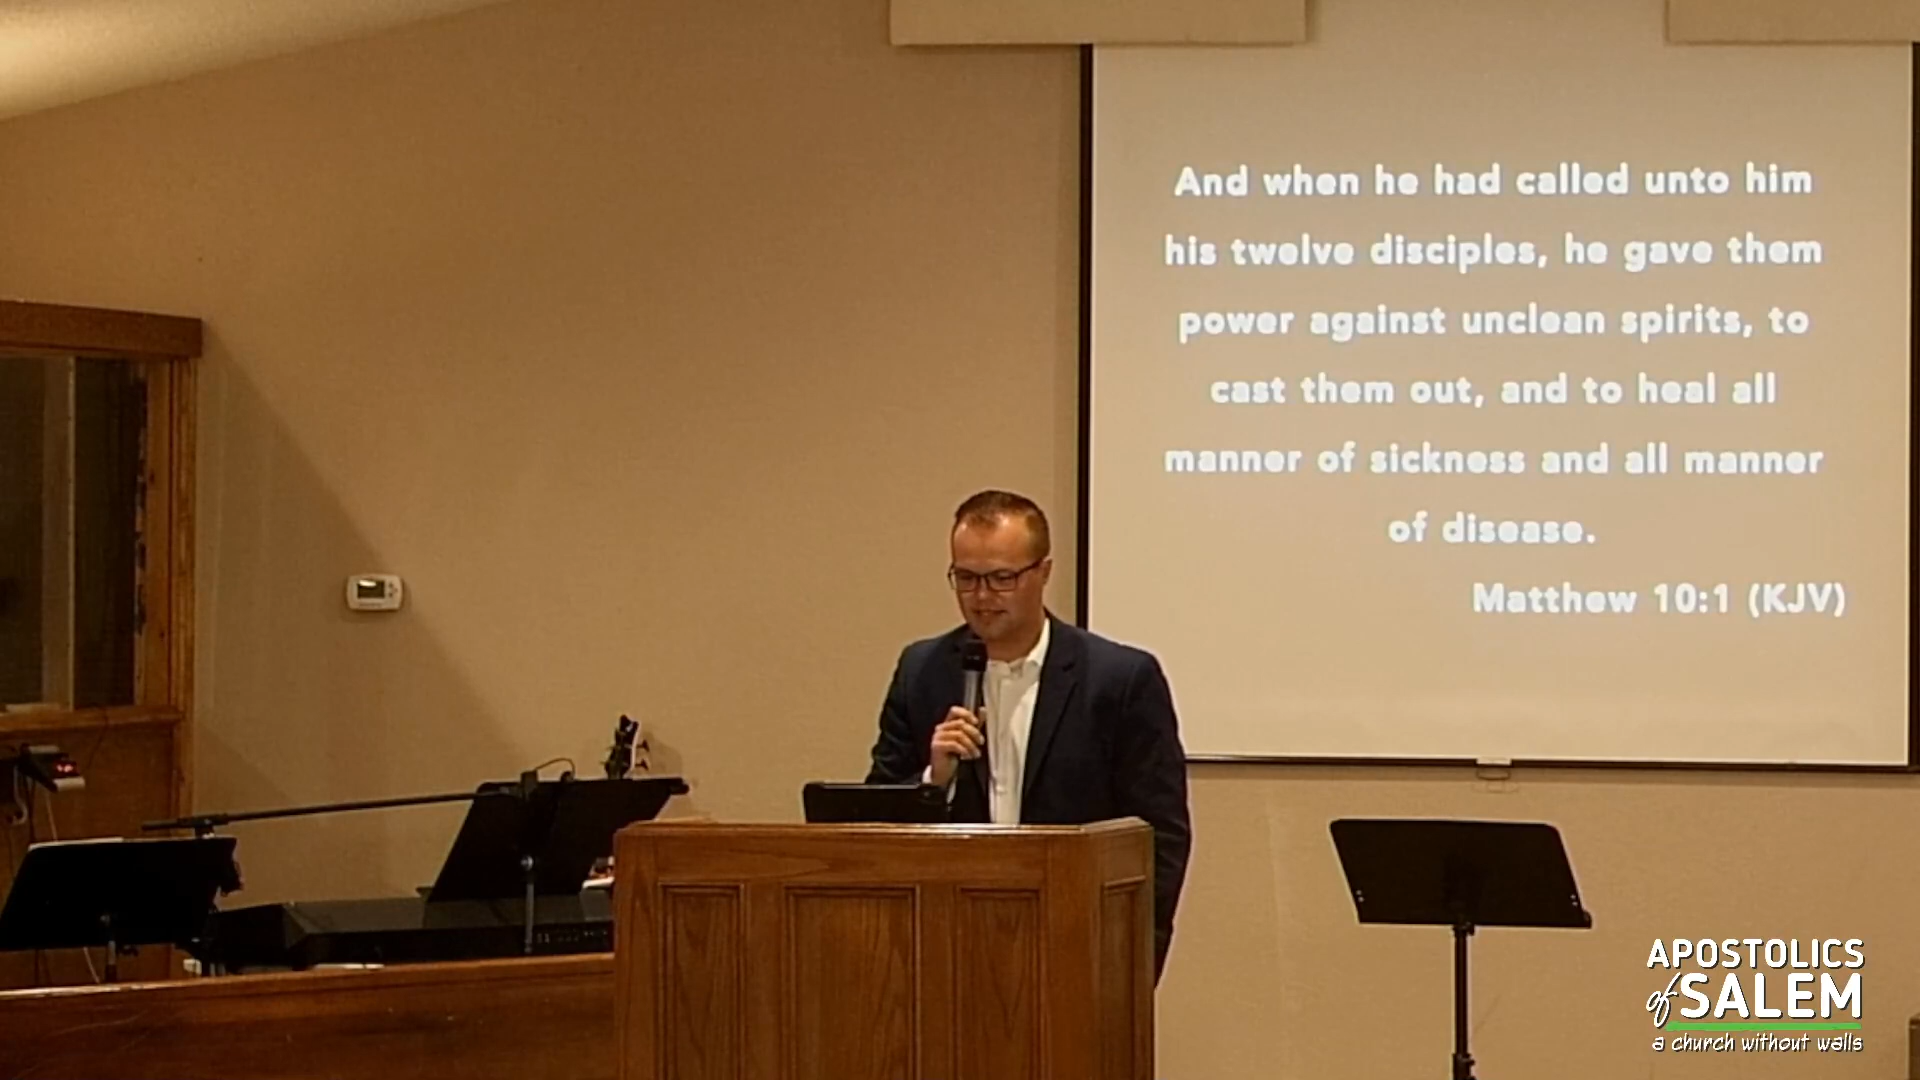 And when he had called unto him
his twelve disciples, he gave them
power against unclean spirits, to
cast them out, and to heal all
manner of sickness and all manner
of disease.
Matthew 10:1 (KJV)
APOSTOLICS
of SALEM
a church without walls